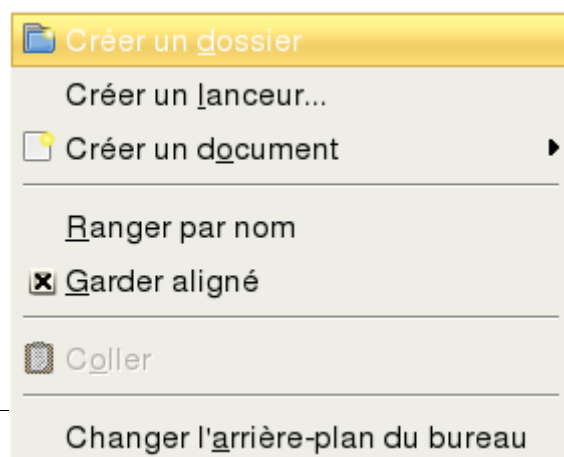 Créer un dossier
Créer un lanceur...
Créer un document
Ranger par nom
Garder aligné
Coller
Changer l'arrière-plan du bureau